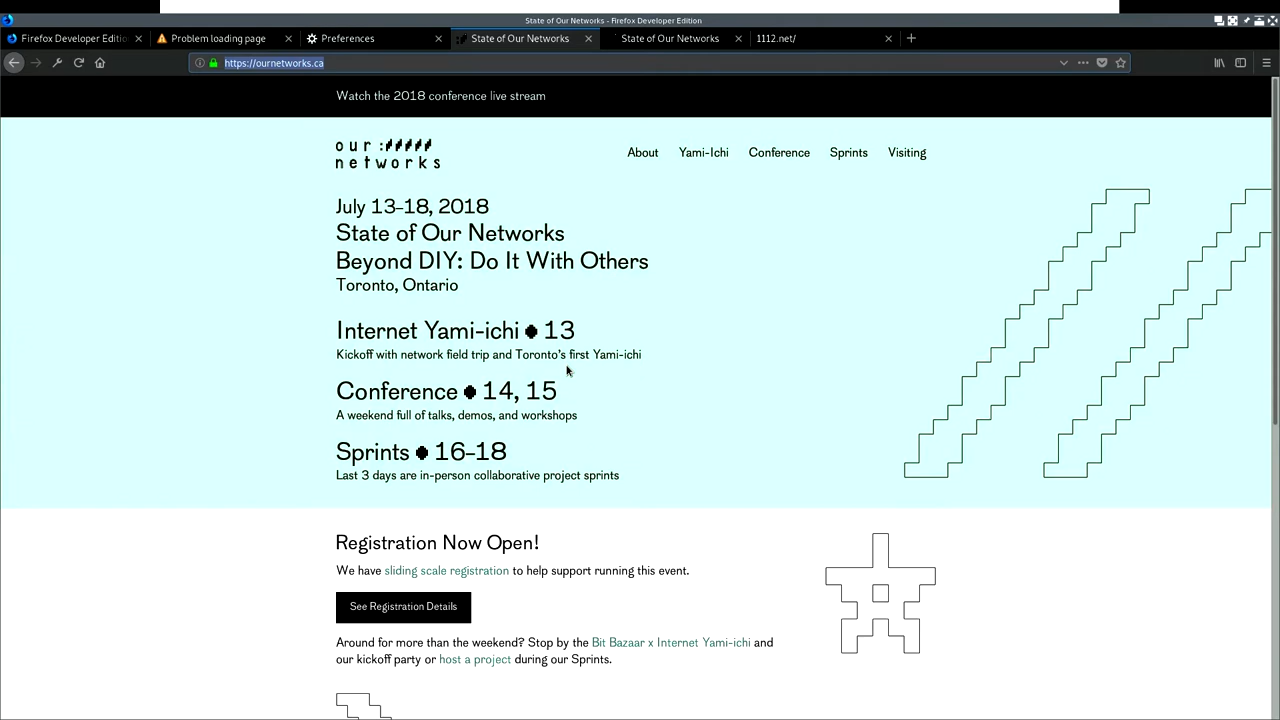 State of Our Networks - Firefox Developer Edition
Firefox Developer Editio
Problem loading page
Preferences
State of Our Networks
State of Our Networks
1112.net/
https://ournetworks.ca
Watch the 2018 conference live stream
our :
networks
About Yami-Ichi Conference Sprints Visiting
July 13–18, 2018
State of Our Networks
Beyond DIY: Do It With Others
Toronto, Ontario
Internet Yami-ichi ● 13
Kickoff with network field trip and Toronto's first Yami-ichi
Conference ● 14, 15
A weekend full of talks, demos, and workshops
Sprints ● 16–18
Last 3 days are in-person collaborative project sprints
Registration Now Open!
We have sliding scale registration to help support running this event.
See Registration Details
Around for more than the weekend? Stop by the Bit Bazaar x Internet Yami-ichi and
our kickoff party or host a project during our Sprints.